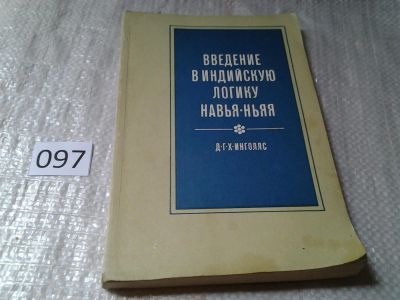 ВВЕДЕНИЕ
В ИНДИЙСКУЮ
ЛОГИКУ
НАВЬЯ-НЬЯЯ
Д·Г·Х·ИНГОЛЛС
097